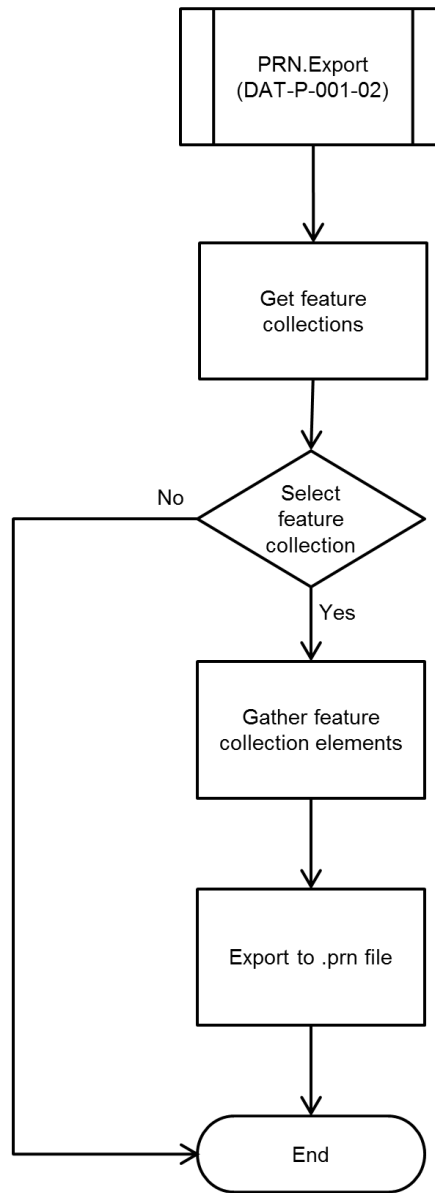 PRN.Export
(DAT-P-001-02)
Get feature
collections
Select
feature
collection
No
Yes
Gather feature
collection elements
Export to .prn file
End